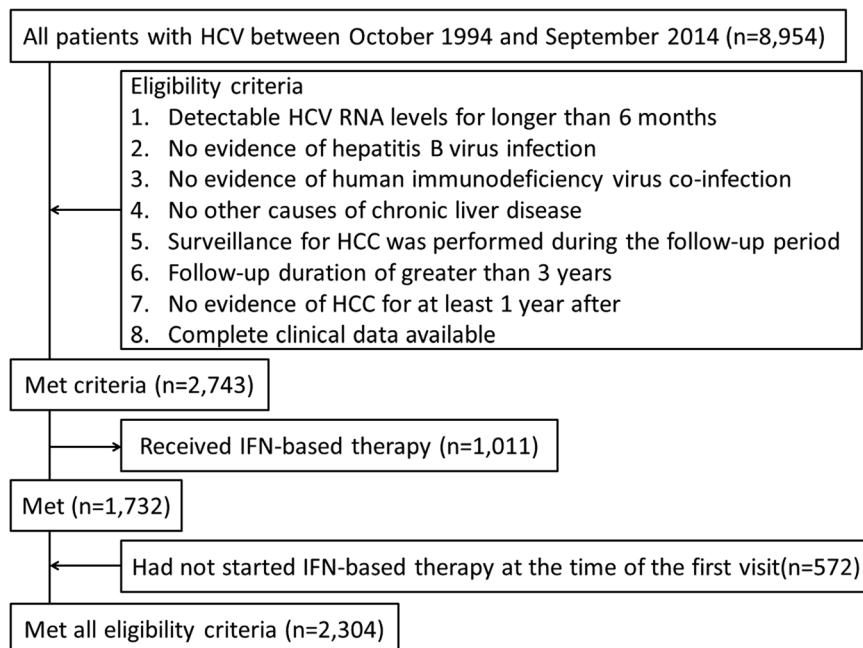 All patients with HCV between October 1994 and September 2014 (n=8,954)
Eligibility criteria
1. Detectable HCV RNA levels for longer than 6 months
2. No evidence of hepatitis B virus infection
3. No evidence of human immunodeficiency virus co-infection
4. No other causes of chronic liver disease
5. Surveillance for HCC was performed during the follow-up period
6. Follow-up duration of greater than 3 years
7. No evidence of HCC for at least 1 year after
8. Complete clinical data available
Met criteria (n=2,743)
Received IFN-based therapy (n=1,011)
Met (n=1,732)
Had not started IFN-based therapy at the time of the first visit(n=572)
Met all eligibility criteria (n=2,304)